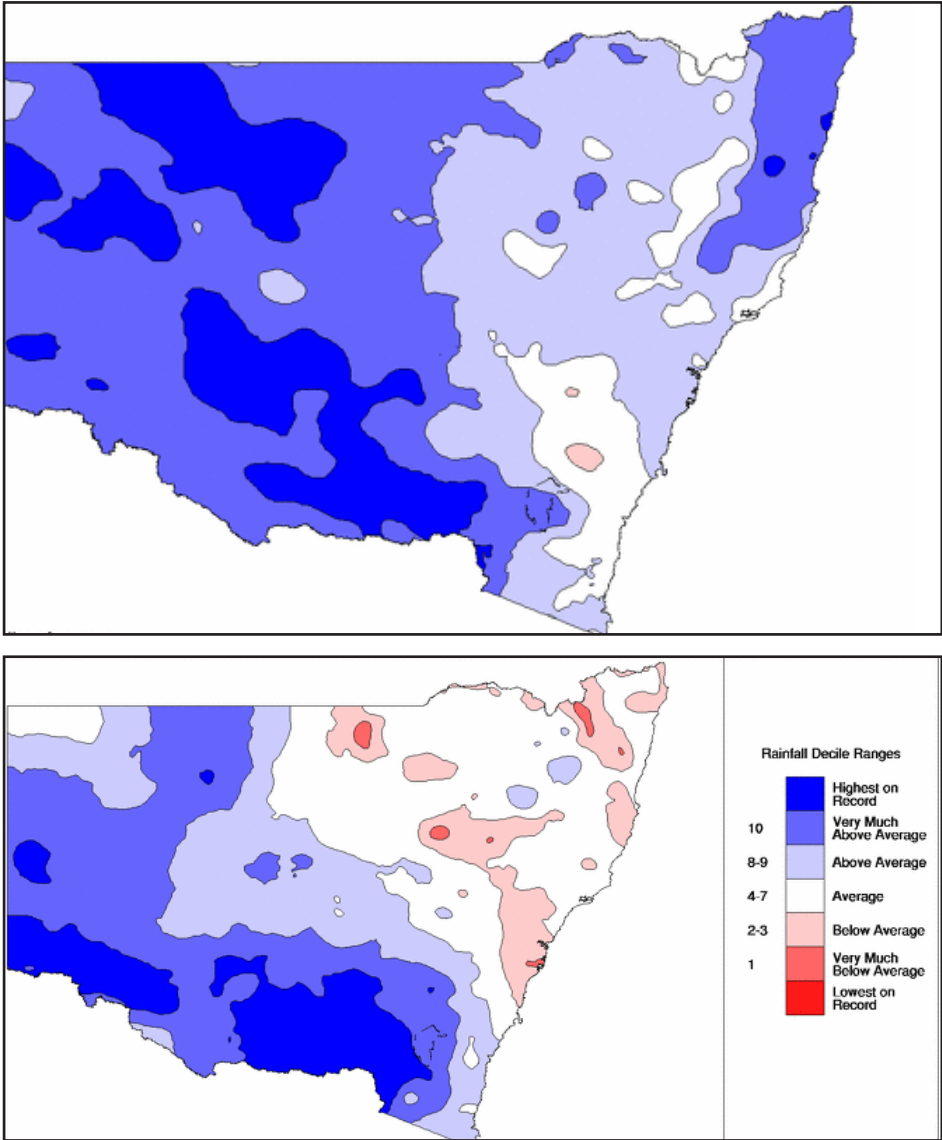 Rainfall Decile Ranges
Highest on
Record
10
Very Much
Above Average
8-9
Above Average
4-7
Average
2-3
Below Average
1
Very Much
Below Average
Lowest on
Record